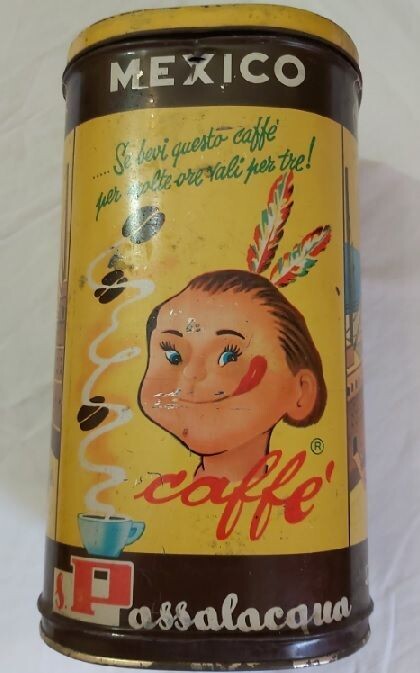 MEXICO
..... Se bevi questo caffè
per molte ore vali per tre!
caffè ®
S. Passalacqua